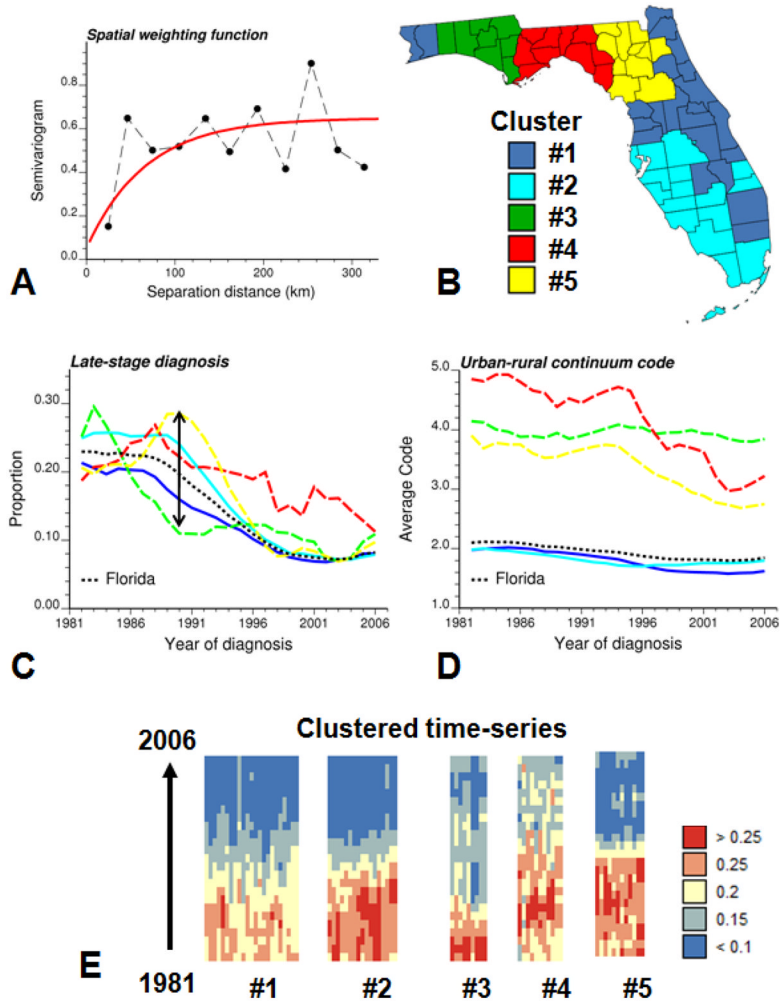 Spatial weighting function
Semivariogram
0.8
0.6
0.4
0.2
0.0
0
100
200
300
Separation distance (km)
A
Cluster
#1
#2
#3
#4
#5
B
Late-stage diagnosis
Proportion
0.30
0.20
0.10
0.00
Florida
1981
1986
1991
1996
2001
2006
Year of diagnosis
C
Urban-rural continuum code
Average Code
5.0
4.0
3.0
2.0
1.0
Florida
1981
1986
1991
1996
2001
2006
Year of diagnosis
D
Clustered time-series
2006
1981
E
#1
#2
#3
#4
#5
> 0.25
0.25
0.2
0.15
< 0.1